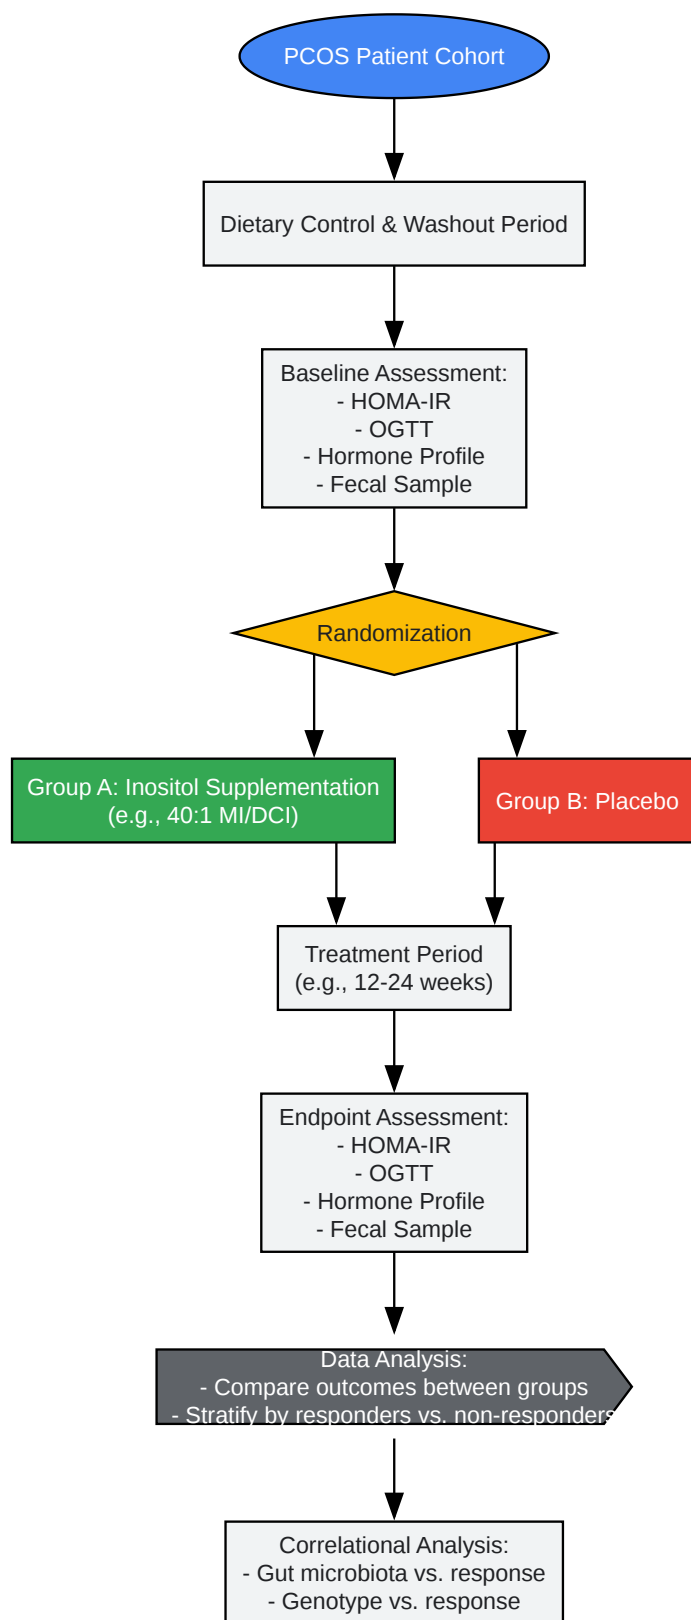 PCOS Patient Cohort
Dietary Control & Washout Period
Baseline Assessment:
- HOMA-IR
- OGTT
- Hormone Profile
- Fecal Sample
Randomization
Group A: Inositol Supplementation
(e.g., 40:1 MI/DCI)
Group B: Placebo
Treatment Period
(e.g., 12-24 weeks)
Endpoint Assessment:
- HOMA-IR
- OGTT
- Hormone Profile
- Fecal Sample
Data Analysis:
- Compare outcomes between groups
- Stratify by responders vs. non-responders
Correlational Analysis:
- Gut microbiota vs. response
- Genotype vs. response